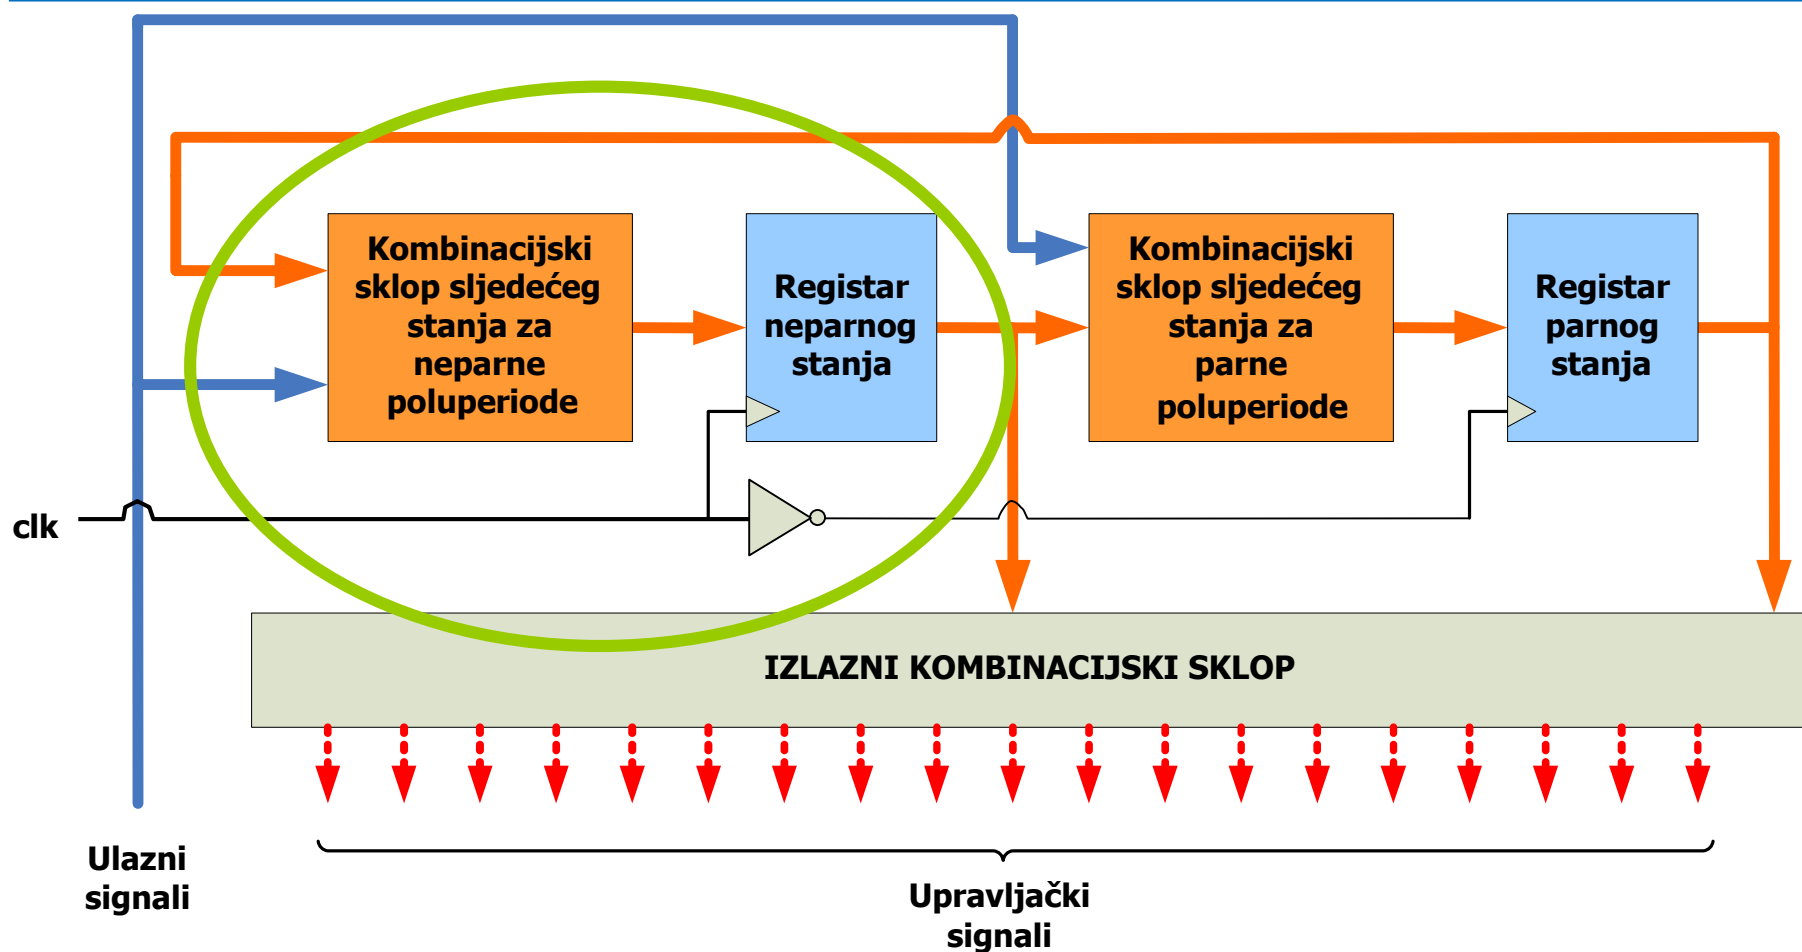 Kombinacijski
sklop sljedećeg
stanja za
neparne
poluperiode
Registar
neparnog
stanja
Kombinacijski
sklop sljedećeg
stanja za
parne
poluperiode
Registar
parnog
stanja
clk
IZLAZNI KOMBINACIJSKI SKLOP
Ulazni
signali
Upravljački
signali